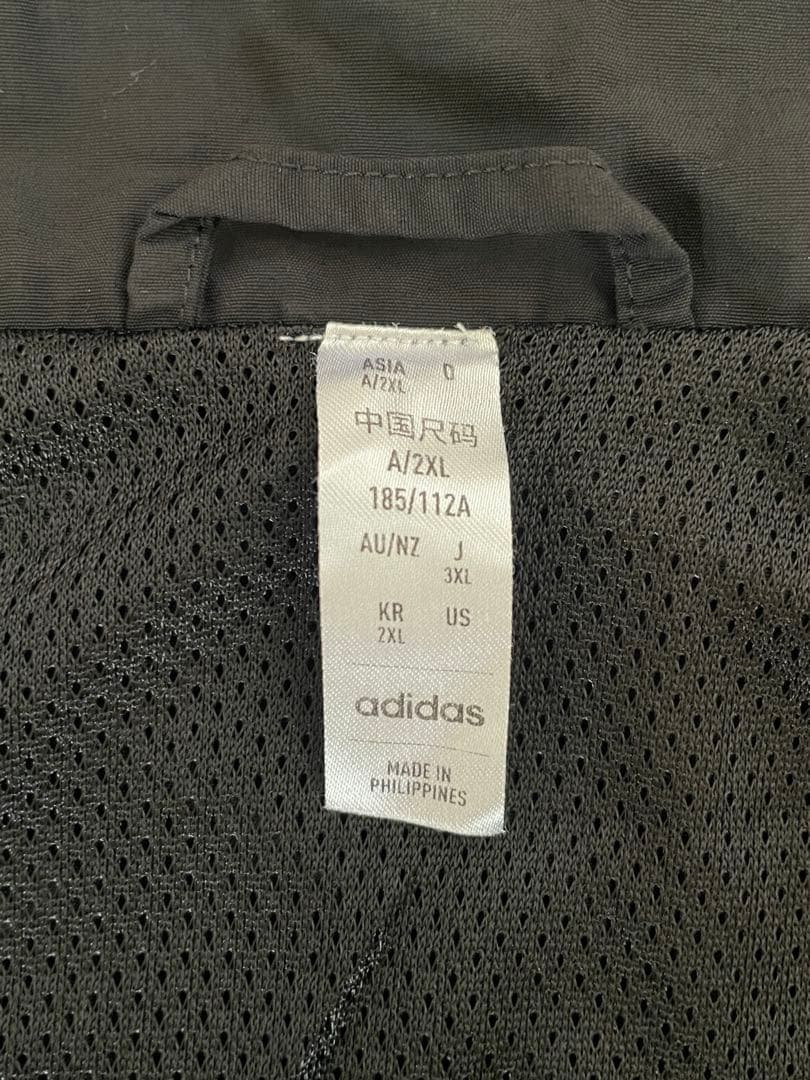 ASIA D
A/2XL
中国尺码
A/2XL
185/112A
AU/NZ J
3XL
KR US
2XL
adidas
MADE IN
PHILIPPINES